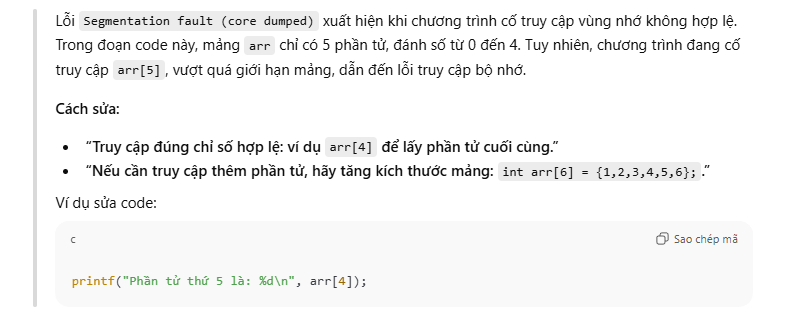 Lỗi Segmentation fault (core dumped) xuất hiện khi chương trình cố truy cập vùng nhớ không hợp lệ.
Trong đoạn code này, mảng arr chỉ có 5 phần tử, đánh số từ 0 đến 4. Tuy nhiên, chương trình đang cố
truy cập arr[5], vượt quá giới hạn mảng, dẫn đến lỗi truy cập bộ nhớ.
Cách sửa:
• “Truy cập đúng chỉ số hợp lệ: ví dụ arr[4] để lấy phần tử cuối cùng.”
• “Nếu cần truy cập thêm phần tử, hãy tăng kích thước mảng: int arr[6] = {1,2,3,4,5,6};.”
Ví dụ sửa code:
c Sao chép mã
printf("Phần tử thứ 5 là: %d\n", arr[4]);